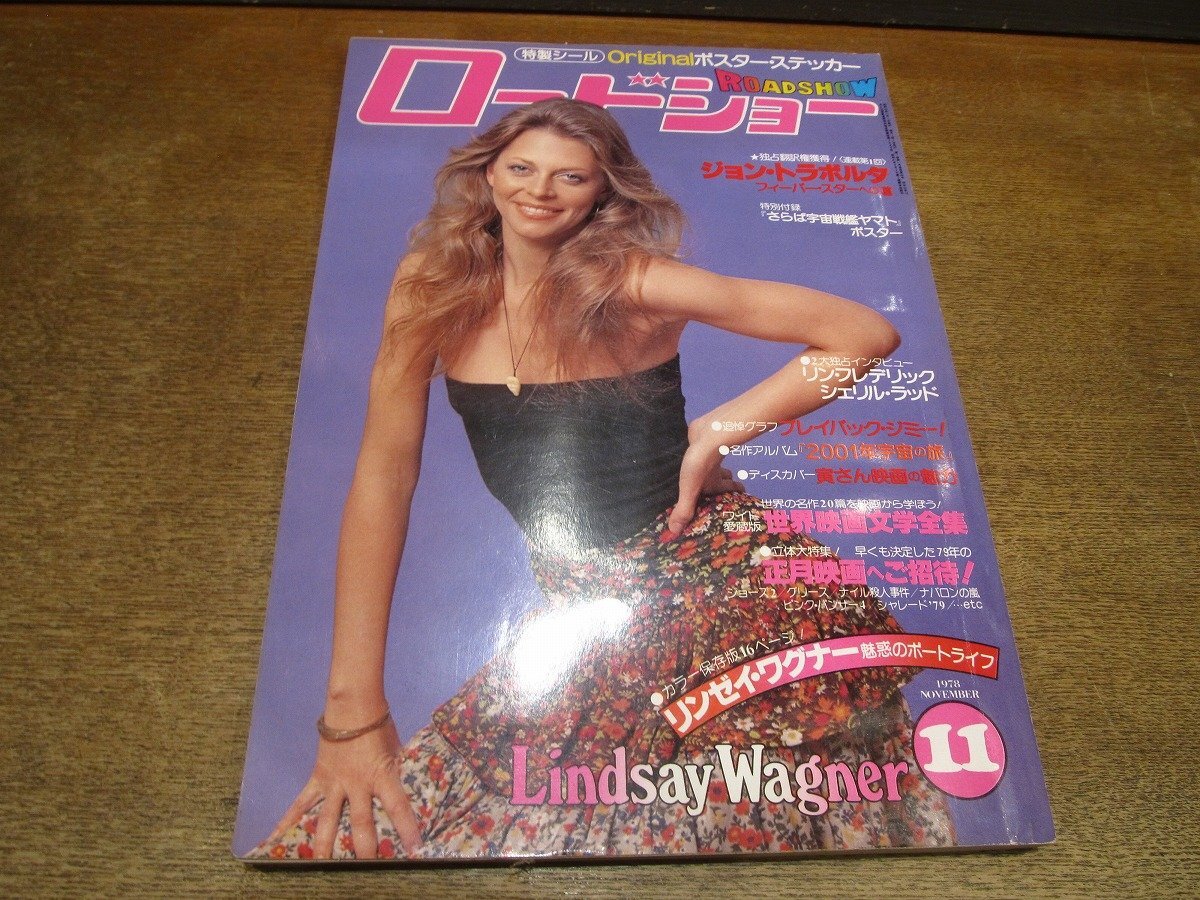 特製シール Originalポスター・ステッカー
ロードショー
ROADSHOW
★独占翻訳権獲得!〈連載第1回〉
ジョン・トラボルタ
フィーバー・スターへの
特別付録
『さらば宇宙戦艦ヤマト』
ポスター
●2大独占インタビュー
リン・フレデリック
シェリル・ラッド
●追悼グラフ プレイバック・ジミー!
●名作アルバム『2001年宇宙の旅』
●ディスカバー 寅さん映画の
世界の名作20篇を映画から学ぼう!
ワイド愛蔵版 世界映画文学全集
●立体大特集! 早くも決定した79年の
正月映画へご招待!
ジョーズ2/グリース/ナイル殺人事件/ナバロンの嵐
ピンク・パンサー4/シャレード'79/…etc
●カラー保存版16ページ!
リンゼイ・ワグナー 魅惑のポートライフ
1978
NOVEMBER
11
Lindsay Wagner